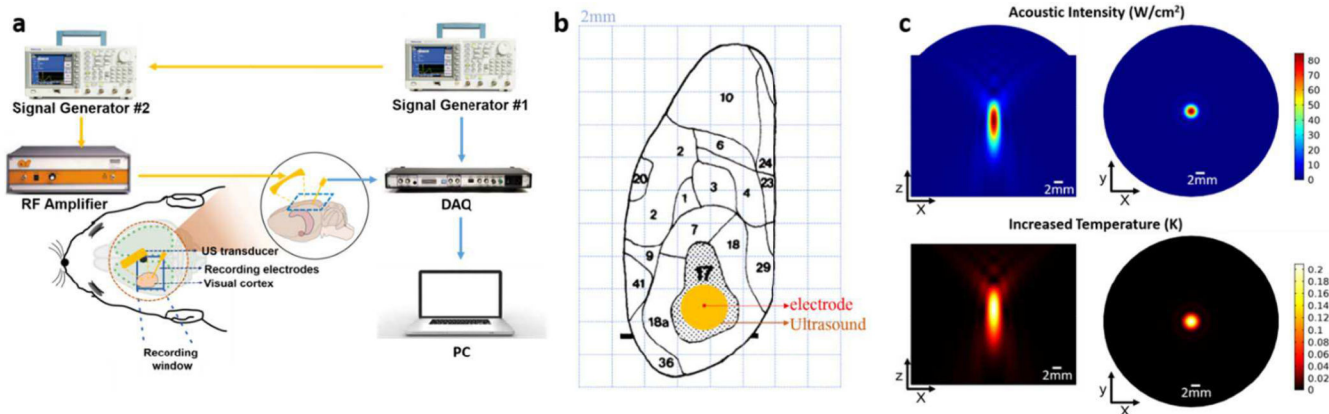 a
Signal Generator #2
Signal Generator #1
RF Amplifier
DAQ
US transducer
Recording electrodes
Visual cortex
Recording
window
PC
b
2mm
10
2
6
24
20
3
4
23
1
2
7
18
9
17
29
41
18a
36
electrode
Ultrasound
c
Acoustic Intensity (W/cm²)
80
70
60
50
40
30
20
10
0
z
x
2mm
y
x
2mm
Increased Temperature (K)
0.2
0.18
0.16
0.14
0.12
0.1
0.08
0.06
0.04
0.02
0
z
x
2mm
y
x
2mm